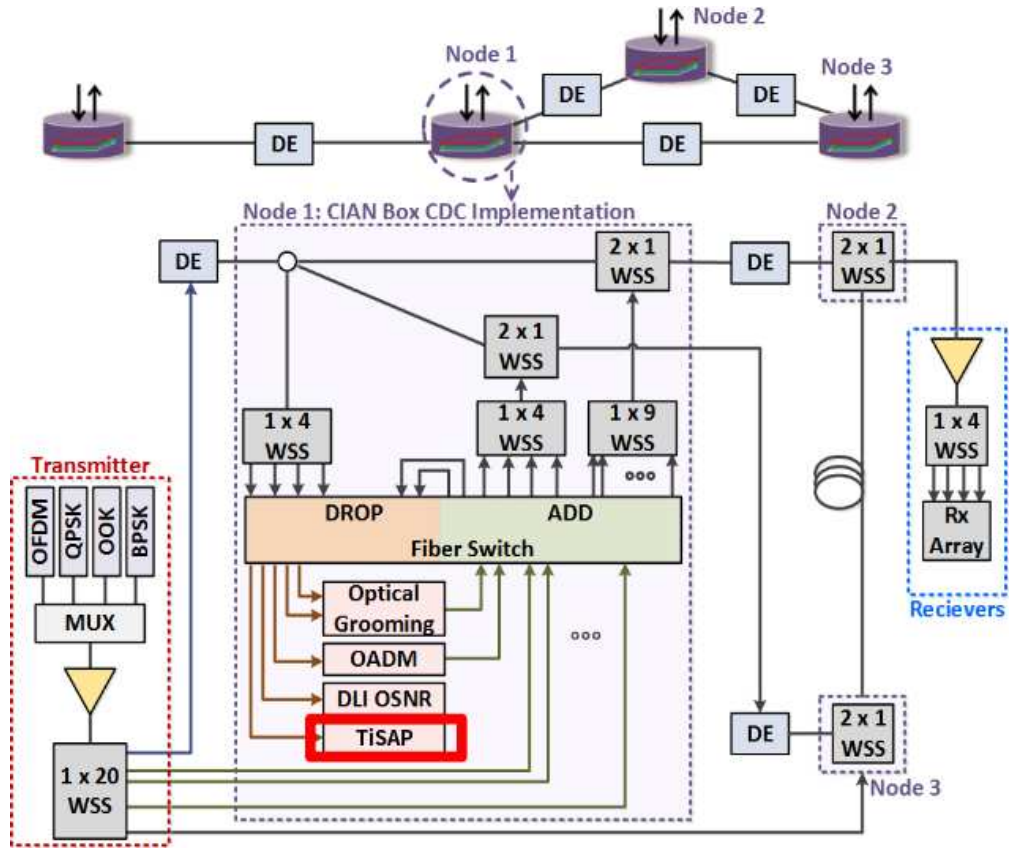 Node 2
Node 1
Node 3
DE
DE
DE
DE
Node 1: CIAN Box CDC Implementation
Node 2
DE
2 x 1
WSS
DE
2 x 1
WSS
2 x 1
WSS
1 x 4
WSS
1 x 4
WSS
1 x 9
WSS
1 x 4
WSS
Transmitter
OFDM
QPSK
OOK
BPSK
DROP
ADD
Fiber Switch
Rx
Array
Optical
Grooming
Recievers
MUX
OADM
DLI OSNR
TiSAP
DE
2 x 1
WSS
1 x 20
WSS
Node 3